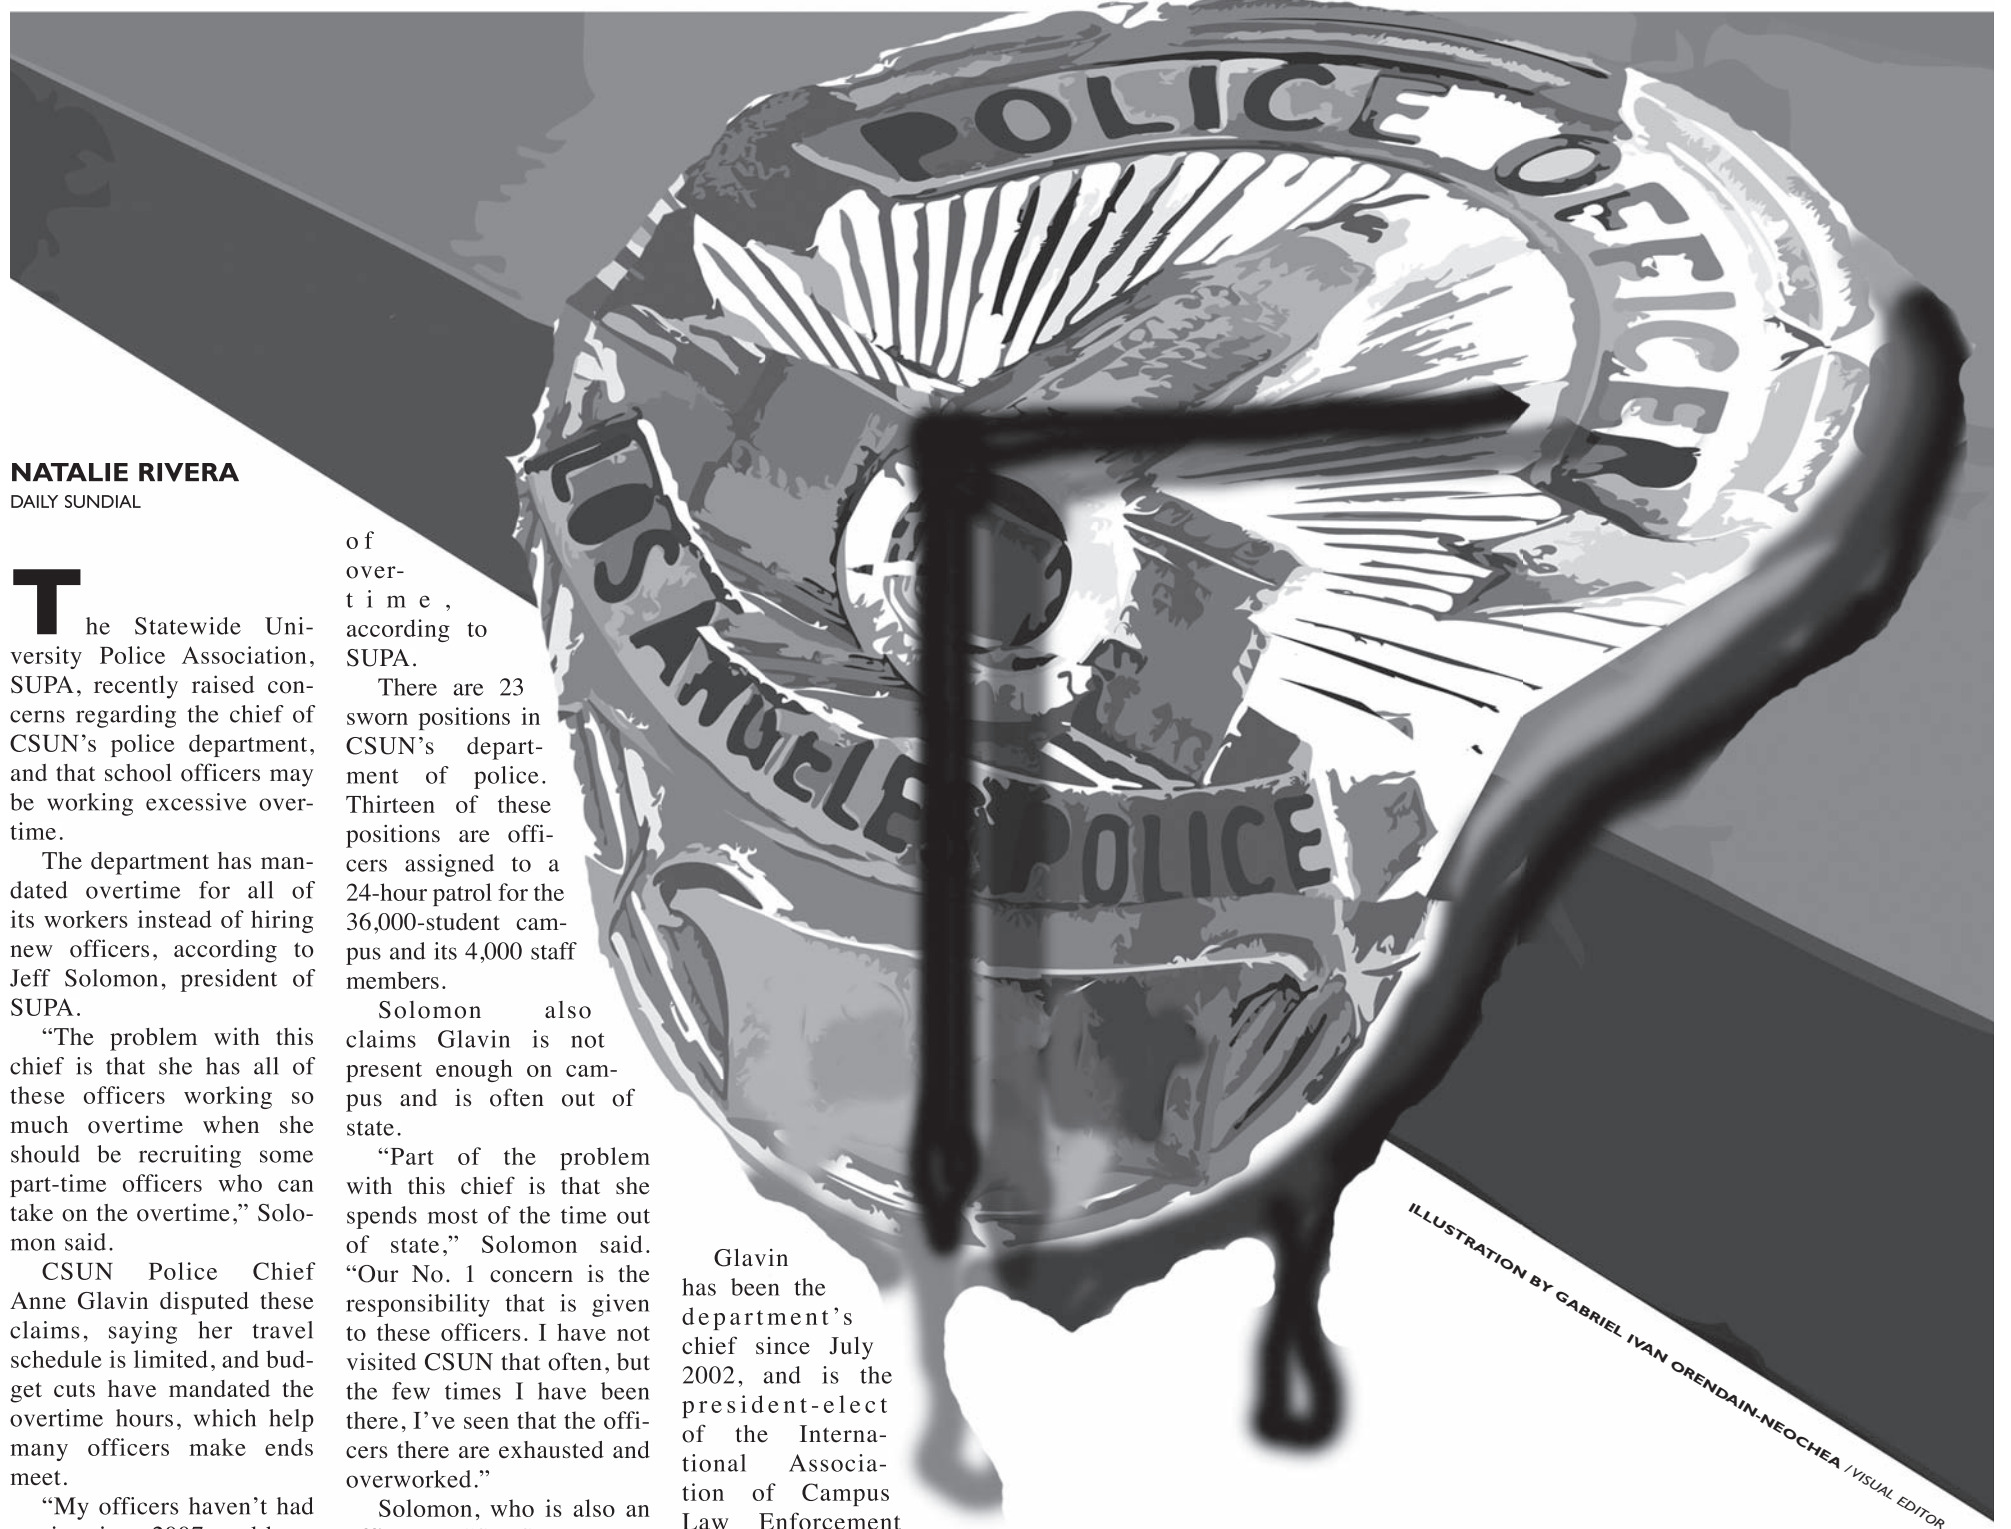 POLICE OFFICER
LOS ANGELES POLICE
NATALIE RIVERA
DAILY SUNDIAL
The Statewide Uni-
versity Police Association,
SUPA, recently raised con-
cerns regarding the chief of
CSUN’s police department,
and that school officers may
be working excessive over-
time.
The department has man-
dated overtime for all of
its workers instead of hiring
new officers, according to
Jeff Solomon, president of
SUPA.
“The problem with this
chief is that she has all of
these officers working so
much overtime when she
should be recruiting some
part-time officers who can
take on the overtime,” Solo-
mon said.
CSUN Police Chief
Anne Glavin disputed these
claims, saying her travel
schedule is limited, and bud-
get cuts have mandated the
overtime hours, which help
many officers make ends
meet.
“My officers haven’t had
of
over-
time,
according to
SUPA.
There are 23
sworn positions in
CSUN’s depart-
ment of police.
Thirteen of these
positions are offi-
cers assigned to a
24-hour patrol for the
36,000-student cam-
pus and its 4,000 staff
members.
Solomon also
claims Glavin is not
present enough on cam-
pus and is often out of
state.
“Part of the problem
with this chief is that she
spends most of the time out
of state,” Solomon said.
“Our No. 1 concern is the
responsibility that is given
to these officers. I have not
visited CSUN that often, but
the few times I have been
there, I’ve seen that the offi-
cers there are exhausted and
overworked.”
Solomon, who is also an
Glavin
has been the
department’s
chief since July
2002, and is the
president-elect
of the Interna-
tional Associa-
tion of Campus
Law Enforcement
ILLUSTRATION BY GABRIEL IVAN ORENDAIN-NEOCHEA / VISUAL EDITOR